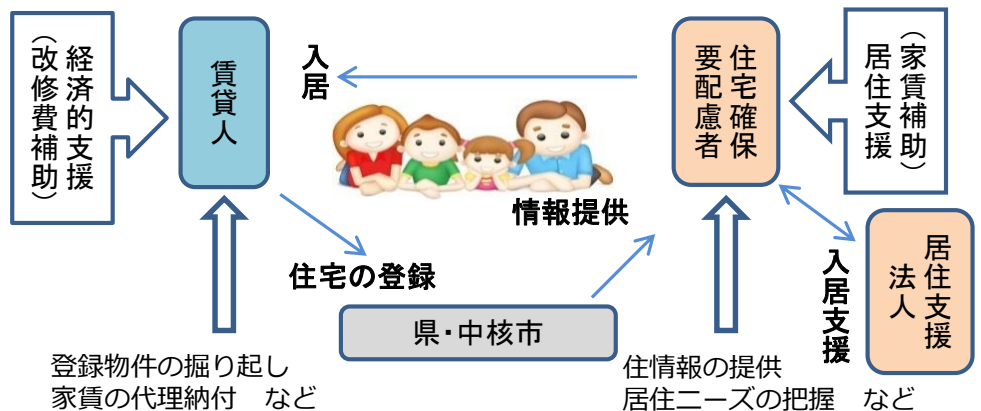 経済的支援
（改修費補助）
賃貸人
入居
住宅確保
要配慮者
（家賃補助）
居住支援
情報提供
住宅の登録
県・中核市
入居支援
居住支援
法人
登録物件の掘り起し
家賃の代理納付　など
住情報の提供
居住ニーズの把握　など